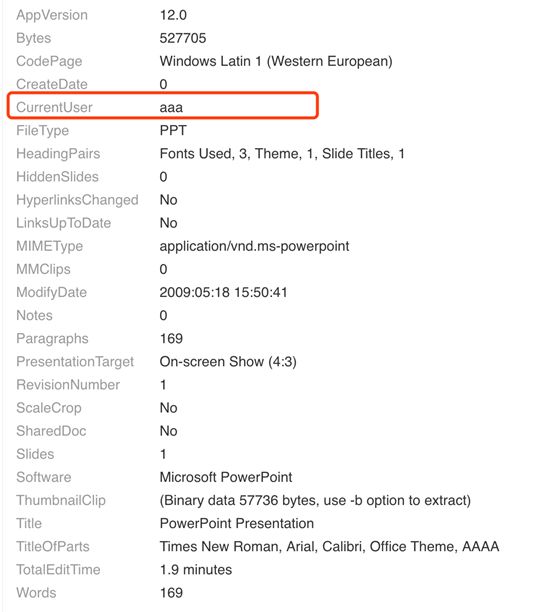 AppVersion 12.0
Bytes 527705
CodePage Windows Latin 1 (Western European)
CreateDate 0
CurrentUser aaa
FileType PPT
HeadingPairs Fonts Used, 3, Theme, 1, Slide Titles, 1
HiddenSlides 0
HyperlinksChanged No
LinksUpToDate No
MIMEType application/vnd.ms-powerpoint
MMClips 0
ModifyDate 2009:05:18 15:50:41
Notes 0
Paragraphs 169
PresentationTarget On-screen Show (4:3)
RevisionNumber 1
ScaleCrop No
SharedDoc No
Slides 1
Software Microsoft PowerPoint
ThumbnailClip (Binary data 57736 bytes, use -b option to extract)
Title PowerPoint Presentation
TitleOfParts Times New Roman, Arial, Calibri, Office Theme, AAAA
TotalEditTime 1.9 minutes
Words 169